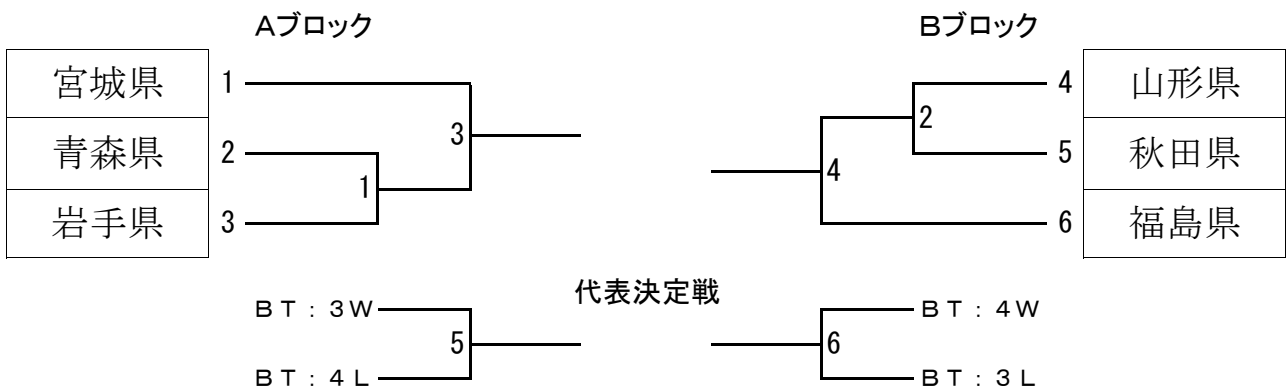 Aブロック
Bブロック
宮城県 1
4 山形県
3
2
青森県 2
5 秋田県
1
4
岩手県 3
6 福島県
代表決定戦
ＢＴ：３Ｗ
ＢＴ：４Ｗ
5
6
ＢＴ：４Ｌ
ＢＴ：３Ｌ